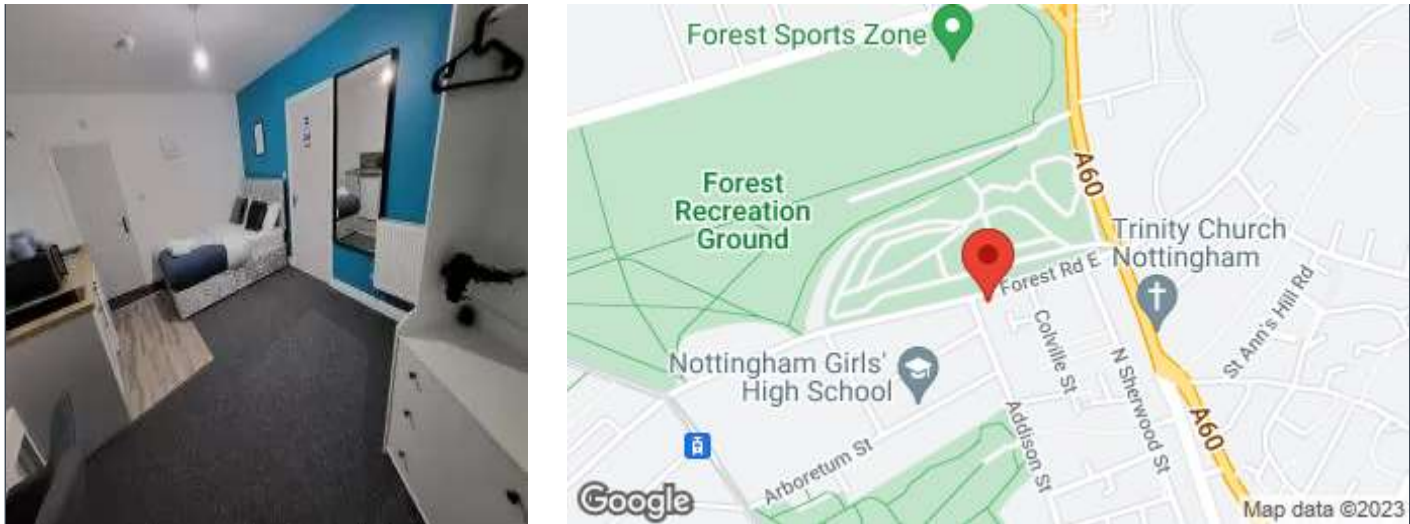 Forest Sports Zone
Forest
Recreation
Ground
A60
Trinity Church
Nottingham
Forest Rd E
St Ann's Hill Rd
Colville St
N Sherwood St
Nottingham Girls'
High School
Addison St
A60
Arboretum St
Google
Map data ©2023